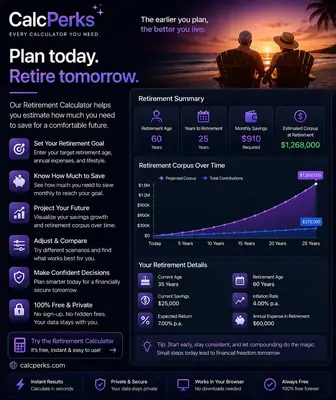 CalcPerks
EVERY CALCULATOR YOU NEED
The earlier you plan,
the better you live.
Plan today.
Retire tomorrow.
Our Retirement Calculator helps
you estimate how much you need
to save for a comfortable future.
Set Your Retirement Goal
Enter your target retirement age,
annual expenses, and lifestyle.
Know How Much to Save
See how much you need to save
monthly to reach your goal.
Project Your Future
Visualize your savings growth
and retirement corpus over time.
Adjust & Compare
Try different scenarios and find
what works best for you.
Make Confident Decisions
Plan smarter today for a financially
secure tomorrow.
100% Free & Private
No sign-up. No hidden fees.
Your data stays with you.
Try the Retirement Calculator
It's free, instant & easy to use!
calcperks.com
Retirement Summary
Retirement Age
60
Years
Years to Retirement
25
Years
Monthly Savings
$910
Required
Estimated Corpus
at Retirement
$1,268,000
Retirement Corpus Over Time
Projected Corpus
Total Contributions
$1,268,000
$1.5M
$1.2M
$900K
$600K
$300K
$0
Today
5 Years
10 Years
15 Years
20 Years
25 Years
Your Retirement Details
Current Age
35 Years
Retirement Age
60 Years
Current Savings
$25,000
Inflation Rate
4.00% p.a.
Expected Return
7.00% p.a.
Annual Expense in Retirement
$60,000
Tip: Start early, stay consistent, and let compounding do the magic.
Small steps today lead to financial freedom tomorrow.
Instant Results
Calculate in seconds
Private & Secure
Your data stays private
Works in Your Browser
No downloads needed
Always Free
100% free forever